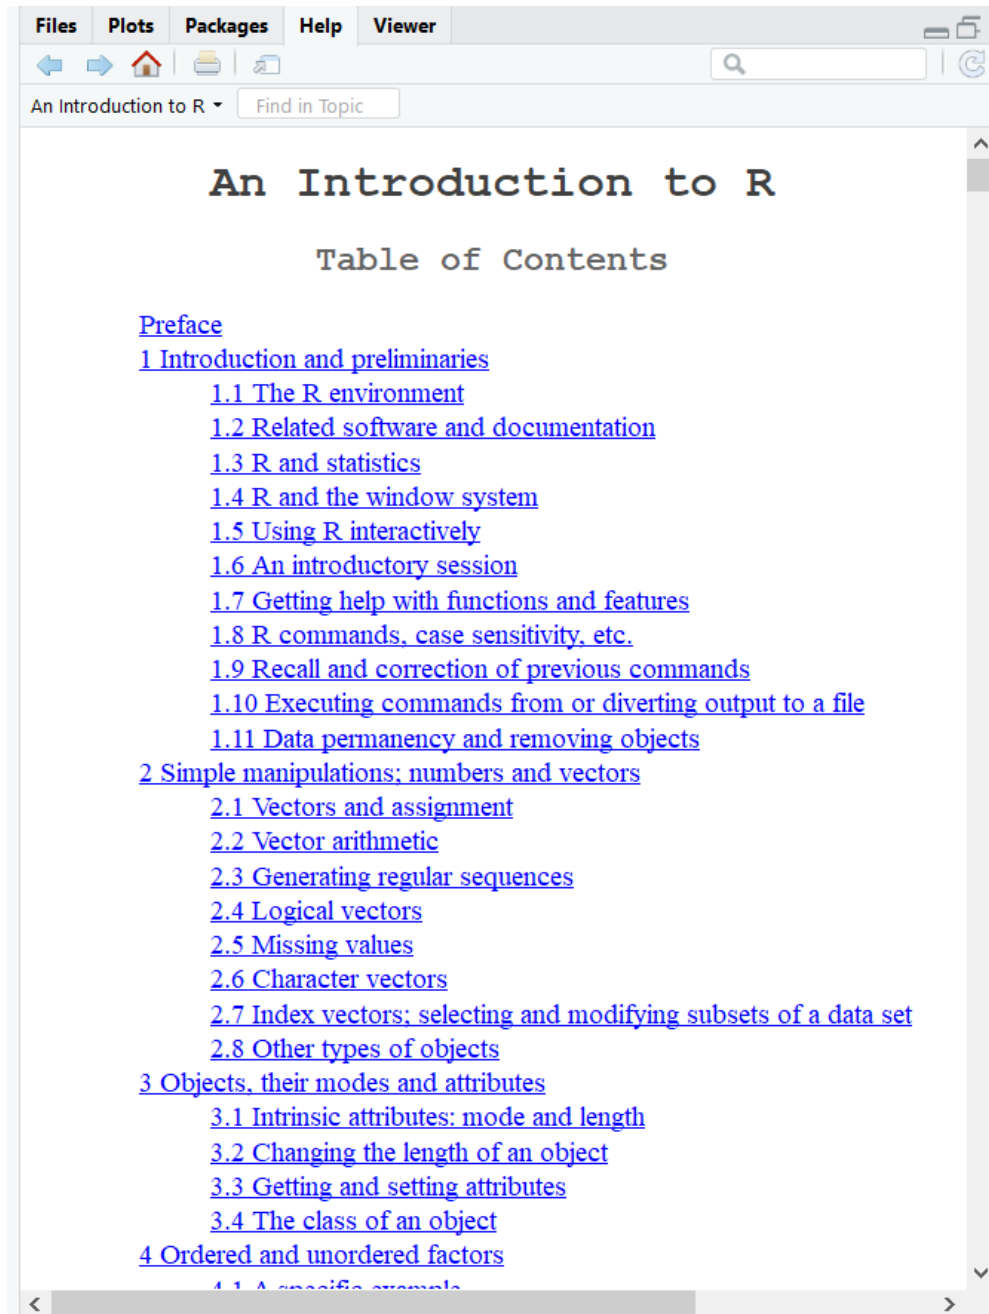 Files Plots Packages Help Viewer
An Introduction to R Find in Topic
An Introduction to R
Table of Contents
Preface
1 Introduction and preliminaries
1.1 The R environment
1.2 Related software and documentation
1.3 R and statistics
1.4 R and the window system
1.5 Using R interactively
1.6 An introductory session
1.7 Getting help with functions and features
1.8 R commands, case sensitivity, etc.
1.9 Recall and correction of previous commands
1.10 Executing commands from or diverting output to a file
1.11 Data permanency and removing objects
2 Simple manipulations; numbers and vectors
2.1 Vectors and assignment
2.2 Vector arithmetic
2.3 Generating regular sequences
2.4 Logical vectors
2.5 Missing values
2.6 Character vectors
2.7 Index vectors; selecting and modifying subsets of a data set
2.8 Other types of objects
3 Objects, their modes and attributes
3.1 Intrinsic attributes: mode and length
3.2 Changing the length of an object
3.3 Getting and setting attributes
3.4 The class of an object
4 Ordered and unordered factors
4.1 A specific example